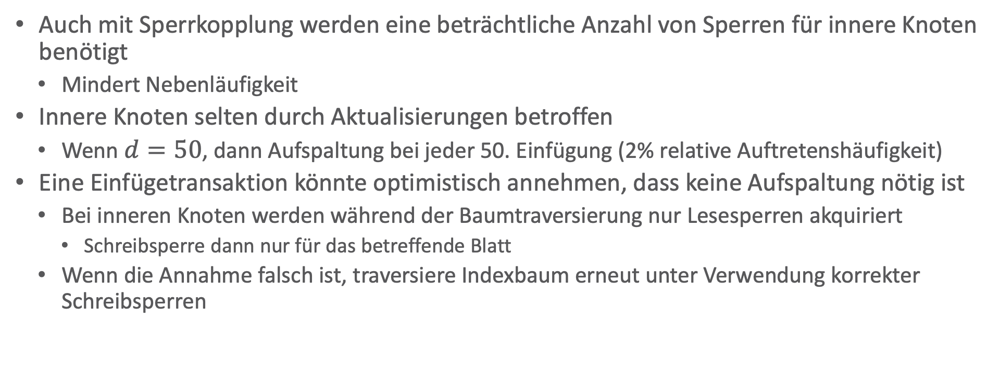 • Auch mit Sperrkopplung werden eine beträchtliche Anzahl von Sperren für innere Knoten
benötigt
• Mindert Nebenläufigkeit
• Innere Knoten selten durch Aktualisierungen betroffen
• Wenn d = 50, dann Aufspaltung bei jeder 50. Einfügung (2% relative Auftretenshäufigkeit)
• Eine Einfügetransaktion könnte optimistisch annehmen, dass keine Aufspaltung nötig ist
• Bei inneren Knoten werden während der Baumtraversierung nur Lesesperren akquiriert
• Schreibsperre dann nur für das betreffende Blatt
• Wenn die Annahme falsch ist, traversiere Indexbaum erneut unter Verwendung korrekter
Schreibsperren